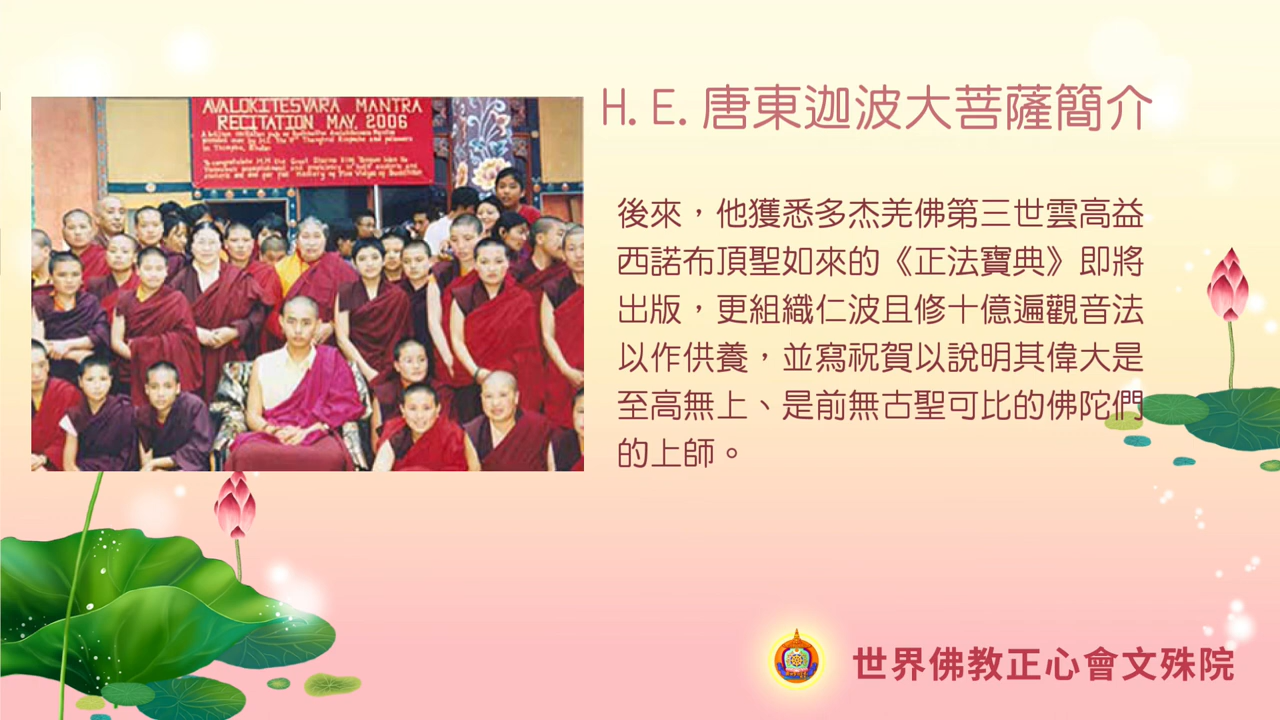 AVALOKITESVARA MANTRA
RECITATION MAY, 2006
H. E. 唐東迦波大菩薩簡介
後來，他獲悉多杰羌佛第三世雲高益
西諾布頂聖如來的《正法寶典》即將
出版，更組織仁波且修十億遍觀音法
以作供養，並寫祝賀以說明其偉大是
至高無上、是前無古聖可比的佛陀們
的上師。
世界佛教正心會文殊院